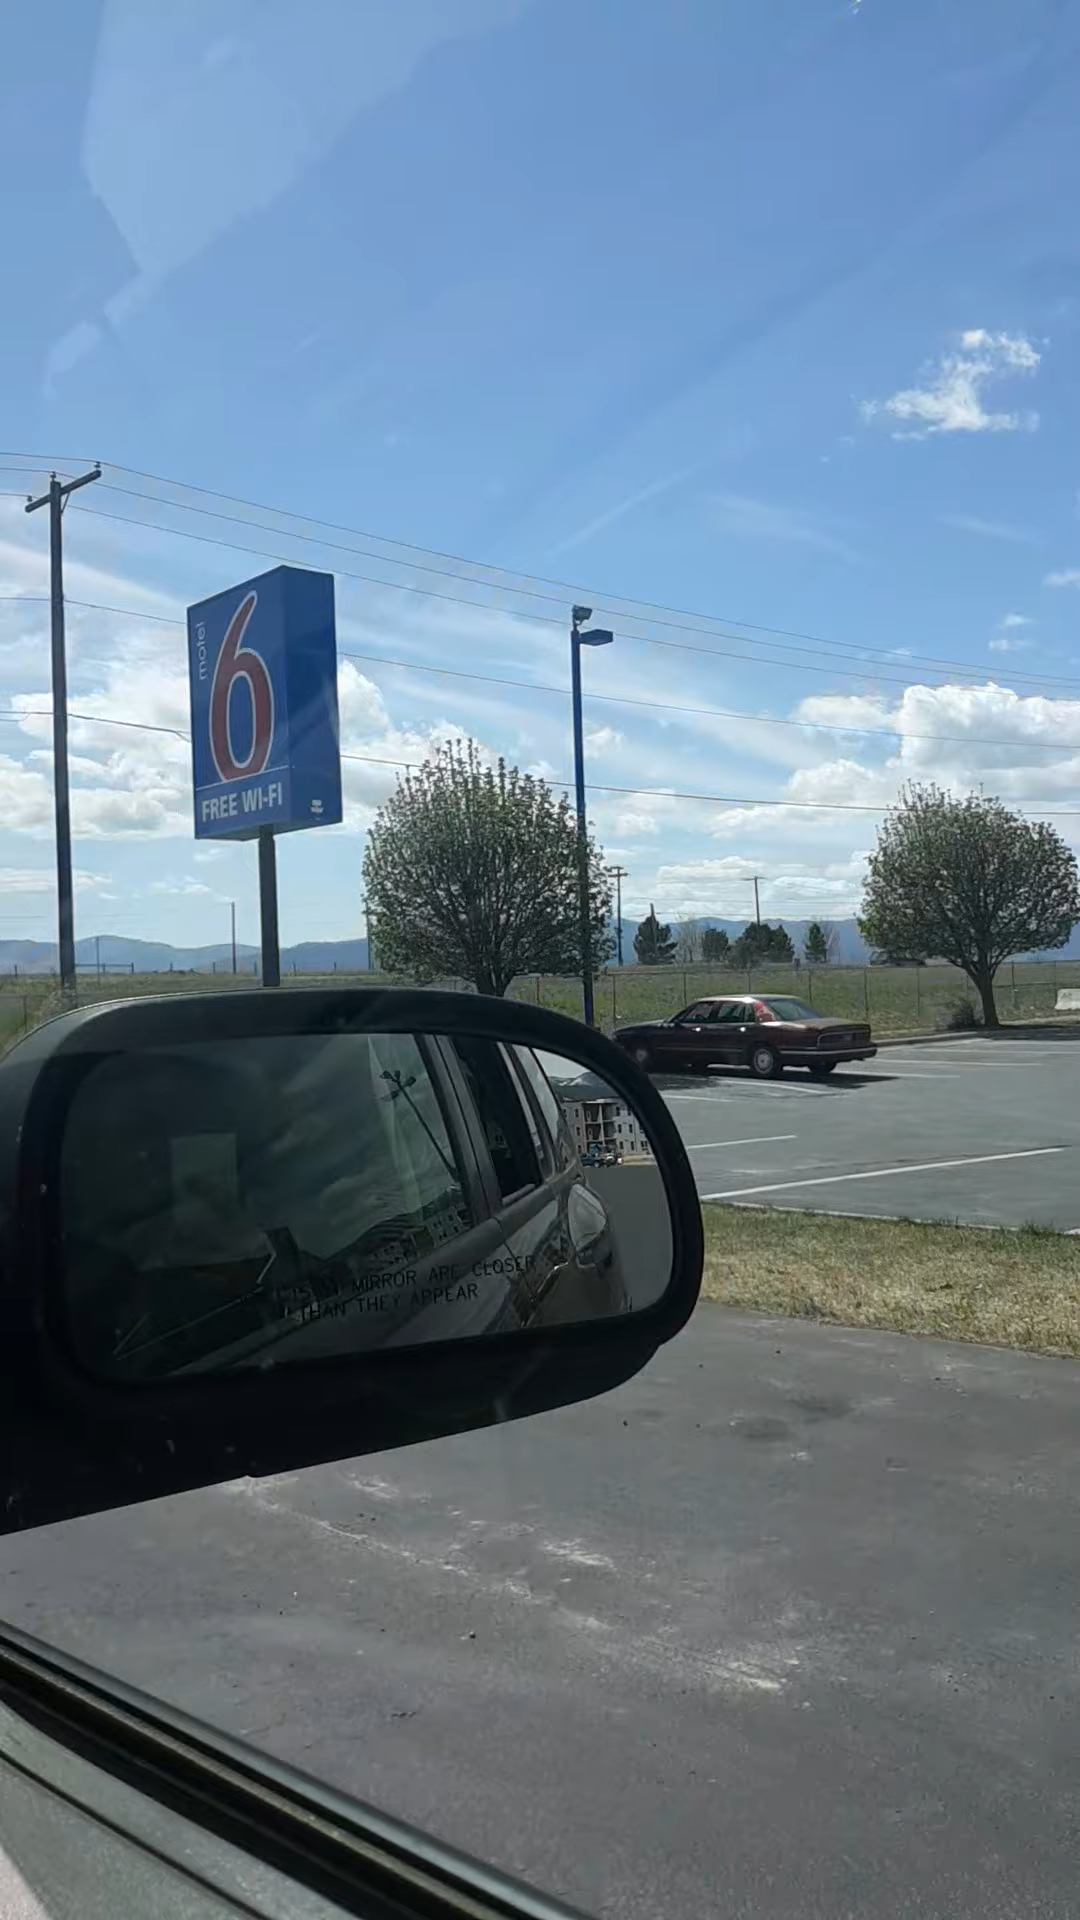 motel
6
FREE WI-FI
MIRROR ARE CLOSER
THAN THEY APPEAR